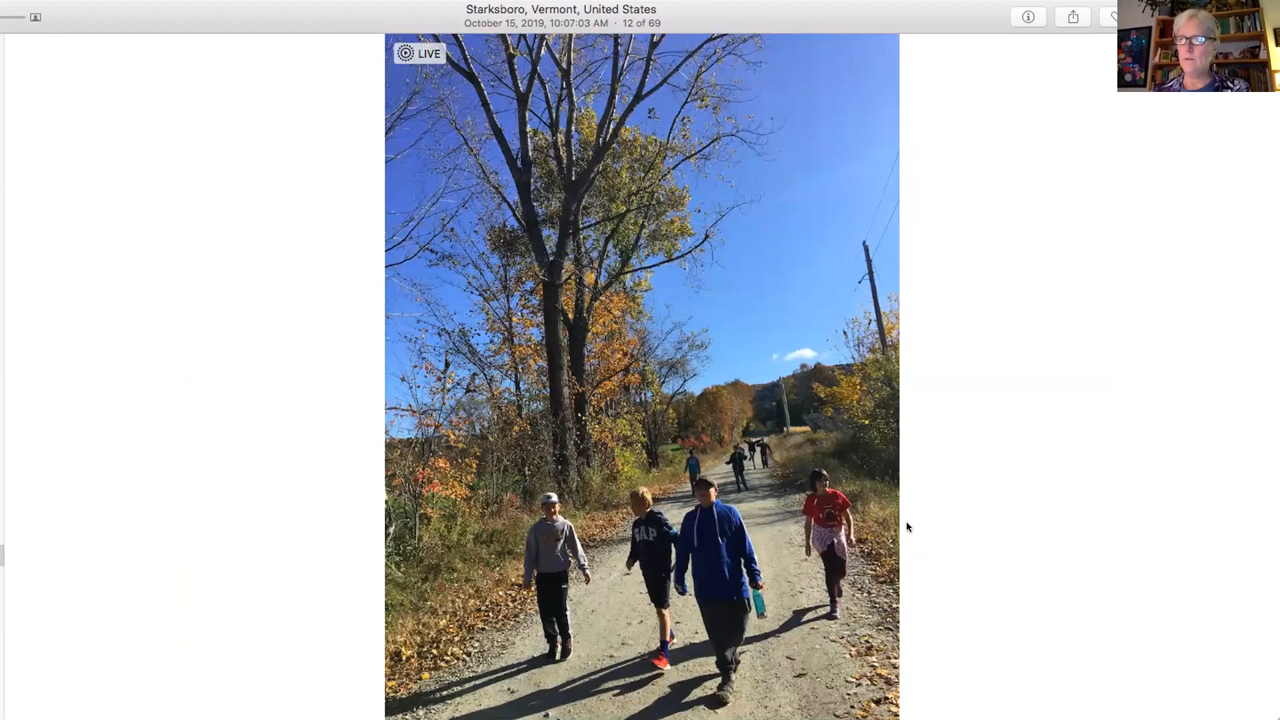 Starksboro, Vermont, United States
October 15, 2019, 10:07:03 AM · 12 of 69
LIVE
GAP